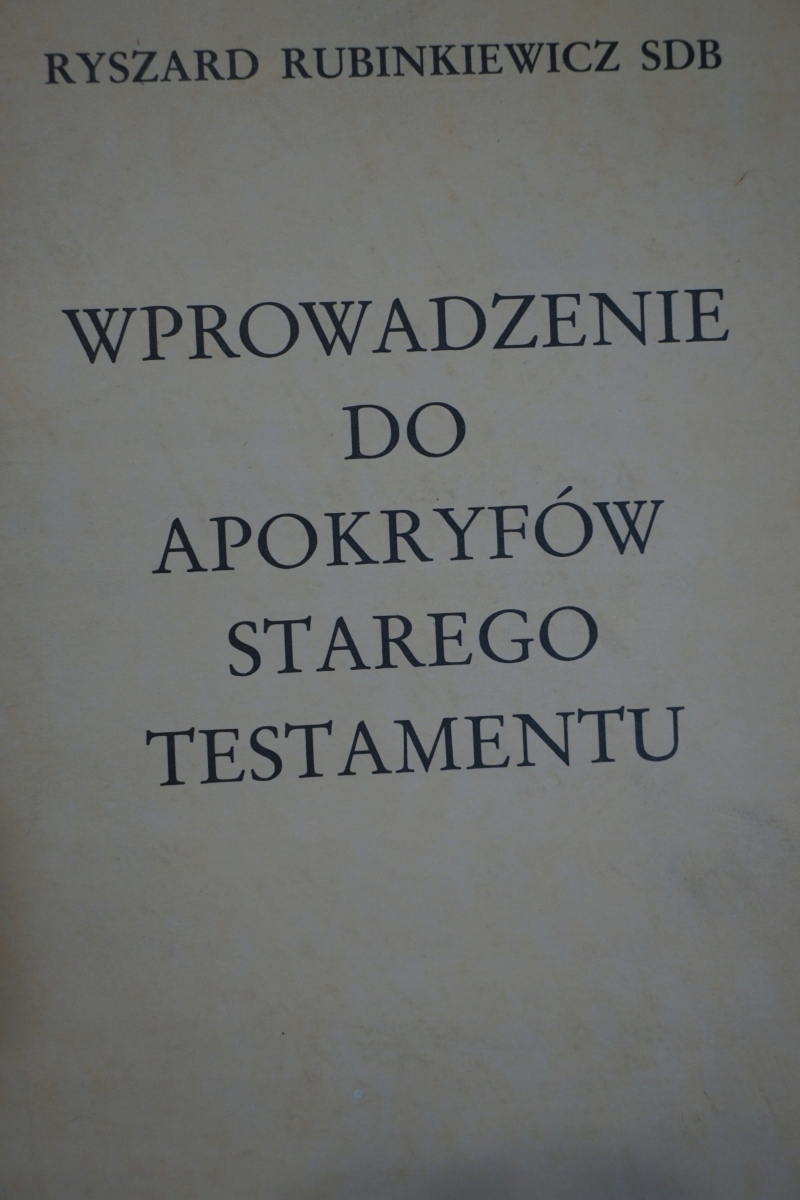 RYSZARD RUBINKIEWICZ SDB
WPROWADZENIE
DO
APOKRYFÓW
STAREGO
TESTAMENTU